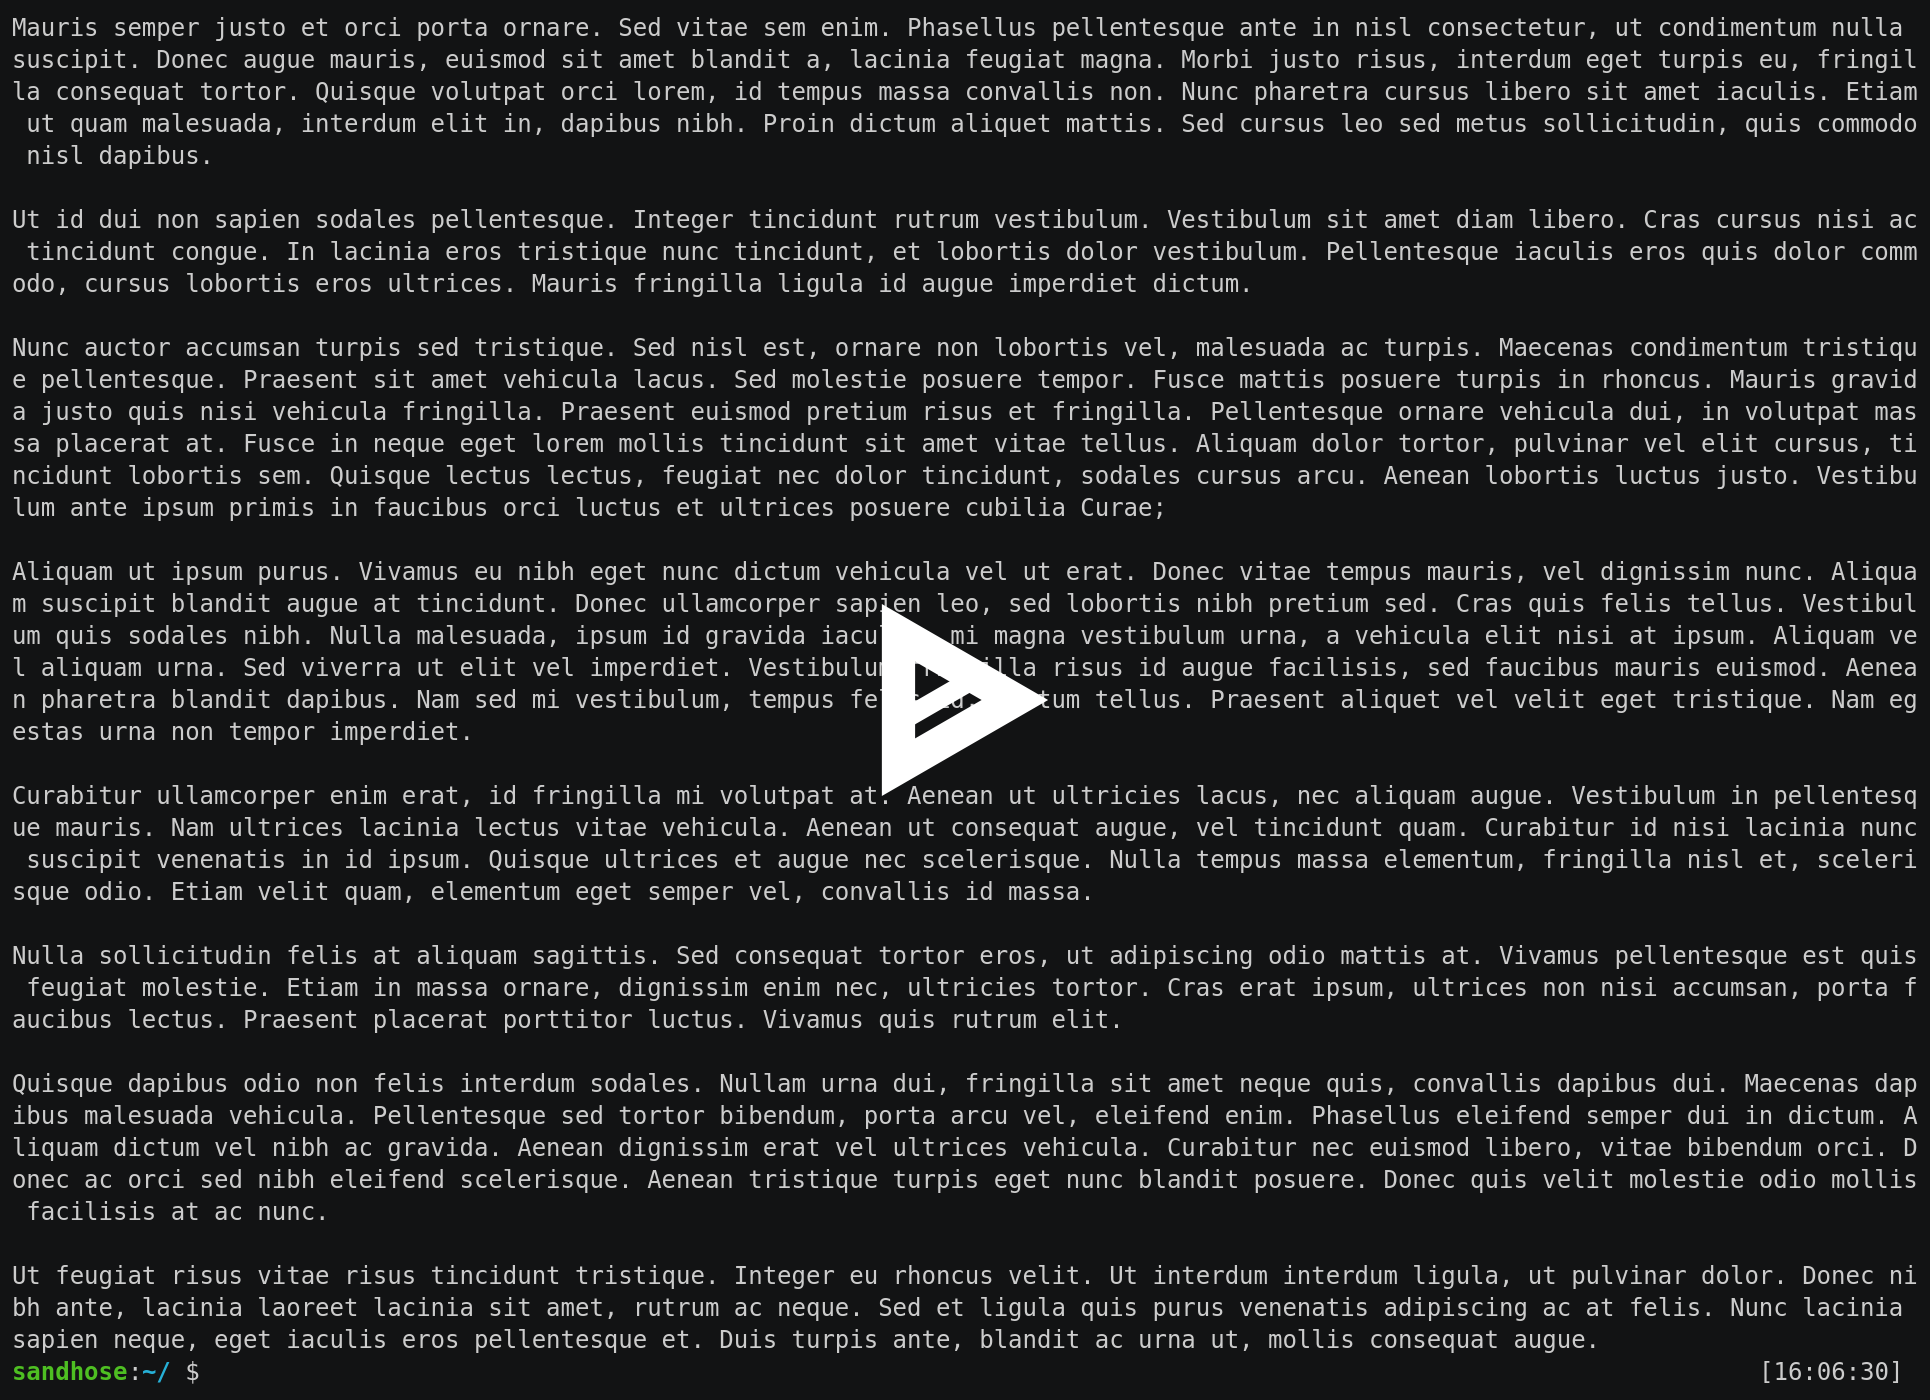 Mauris semper justo et orci porta ornare. Sed vitae sem enim. Phasellus pellentesque ante in nisl consectetur, ut condimentum nulla
suscipit. Donec augue mauris, euismod sit amet blandit a, lacinia feugiat magna. Morbi justo risus, interdum eget turpis eu, fringil
la consequat tortor. Quisque volutpat orci lorem, id tempus massa convallis non. Nunc pharetra cursus libero sit amet iaculis. Etiam
ut quam malesuada, interdum elit in, dapibus nibh. Proin dictum aliquet mattis. Sed cursus leo sed metus sollicitudin, quis commodo
nisl dapibus.
Ut id dui non sapien sodales pellentesque. Integer tincidunt rutrum vestibulum. Vestibulum sit amet diam libero. Cras cursus nisi ac
tincidunt congue. In lacinia eros tristique nunc tincidunt, et lobortis dolor vestibulum. Pellentesque iaculis eros quis dolor comm
odo, cursus lobortis eros ultrices. Mauris fringilla ligula id augue imperdiet dictum.
Nunc auctor accumsan turpis sed tristique. Sed nisl est, ornare non lobortis vel, malesuada ac turpis. Maecenas condimentum tristiqu
e pellentesque. Praesent sit amet vehicula lacus. Sed molestie posuere tempor. Fusce mattis posuere turpis in rhoncus. Mauris gravid
a justo quis nisi vehicula fringilla. Praesent euismod pretium risus et fringilla. Pellentesque ornare vehicula dui, in volutpat mas
sa placerat at. Fusce in neque eget lorem mollis tincidunt sit amet vitae tellus. Aliquam dolor tortor, pulvinar vel elit cursus, ti
ncidunt lobortis sem. Quisque lectus lectus, feugiat nec dolor tincidunt, sodales cursus arcu. Aenean lobortis luctus justo. Vestibu
lum ante ipsum primis in faucibus orci luctus et ultrices posuere cubilia Curae;
Aliquam ut ipsum purus. Vivamus eu nibh eget nunc dictum vehicula vel ut erat. Donec vitae tempus mauris, vel dignissim nunc. Aliqua
m suscipit blandit augue at tincidunt. Donec ullamcorper sapien leo, sed lobortis nibh pretium sed. Cras quis felis tellus. Vestibul
um quis sodales nibh. Nulla malesuada, ipsum id gravida mi magna vestibulum urna, a vehicula elit nisi at ipsum. Aliquam ve
l aliquam urna. Sed viverra ut elit vel imperdiet. Vestibulum risus id augue facilisis, sed faucibus mauris euismod. Aenea
n pharetra blandit dapibus. Nam sed mi vestibulum, tempus tellus. Praesent aliquet vel velit eget tristique. Nam eg
estas urna non tempor imperdiet.
Curabitur ullamcorper enim erat, id fringilla mi volutpat at. Aenean ut ultricies lacus, nec aliquam augue. Vestibulum in pellentesq
ue mauris. Nam ultrices lacinia lectus vitae vehicula. Aenean ut consequat augue, vel tincidunt quam. Curabitur id nisi lacinia nunc
suscipit venenatis in id ipsum. Quisque ultrices et augue nec scelerisque. Nulla tempus massa elementum, fringilla nisl et, sceleri
sque odio. Etiam velit quam, elementum eget semper vel, convallis id massa.
Nulla sollicitudin felis at aliquam sagittis. Sed consequat tortor eros, ut adipiscing odio mattis at. Vivamus pellentesque est quis
feugiat molestie. Etiam in massa ornare, dignissim enim nec, ultricies tortor. Cras erat ipsum, ultrices non nisi accumsan, porta f
aucibus lectus. Praesent placerat porttitor luctus. Vivamus quis rutrum elit.
Quisque dapibus odio non felis interdum sodales. Nullam urna dui, fringilla sit amet neque quis, convallis dapibus dui. Maecenas dap
ibus malesuada vehicula. Pellentesque sed tortor bibendum, porta arcu vel, eleifend enim. Phasellus eleifend semper dui in dictum. A
liquam dictum vel nibh ac gravida. Aenean dignissim erat vel ultrices vehicula. Curabitur nec euismod libero, vitae bibendum orci. D
onec ac orci sed nibh eleifend scelerisque. Aenean tristique turpis eget nunc blandit posuere. Donec quis velit molestie odio mollis
facilisis at ac nunc.
Ut feugiat risus vitae risus tincidunt tristique. Integer eu rhoncus velit. Ut interdum interdum ligula, ut pulvinar dolor. Donec ni
bh ante, lacinia laoreet lacinia sit amet, rutrum ac neque. Sed et ligula quis purus venenatis adipiscing ac at felis. Nunc lacinia
sapien neque, eget iaculis eros pellentesque et. Duis turpis ante, blandit ac urna ut, mollis consequat augue.
sandhose:~/ $ [16:06:30]